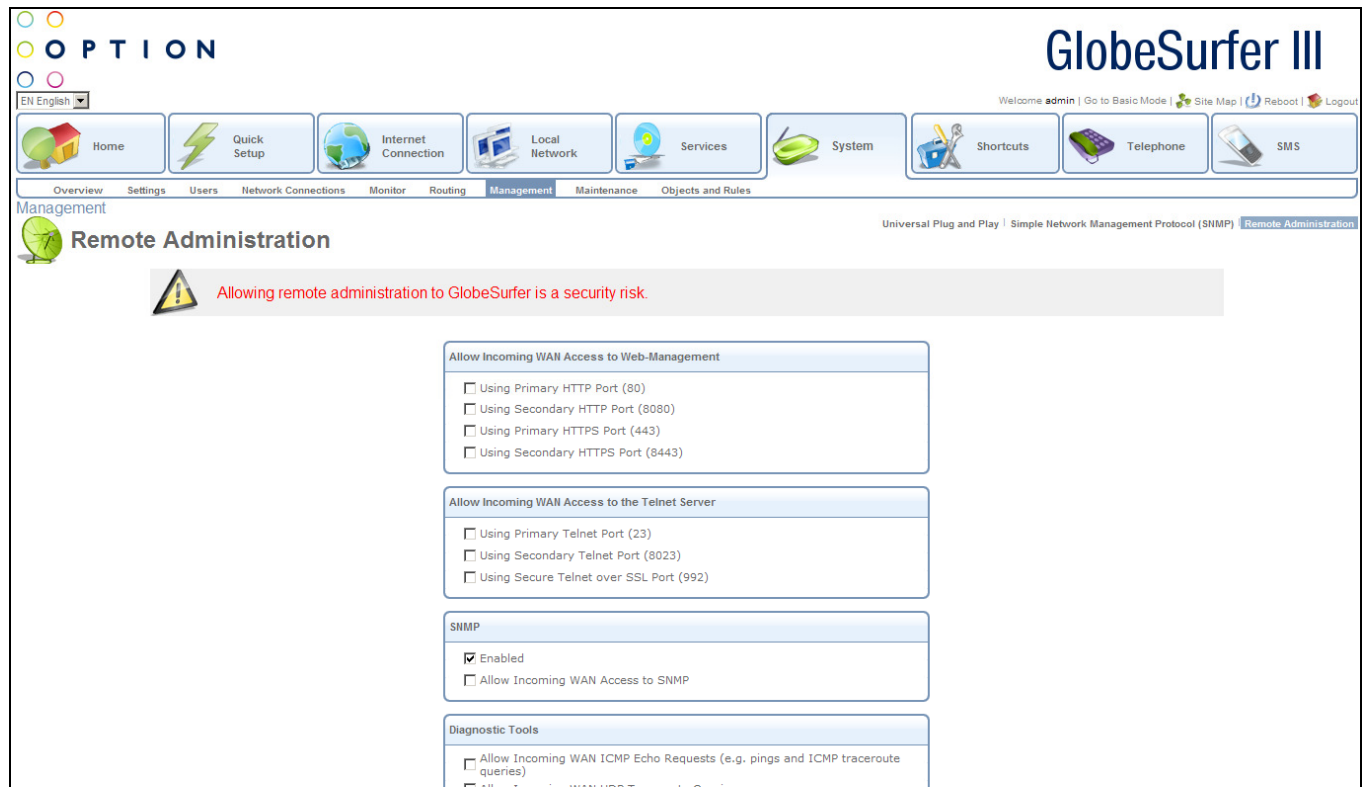 OPTION
GlobeSurfer III
EN English
Welcome admin | Go to Basic Mode | Site Map | Reboot | Logout
Home
Quick Setup
Internet Connection
Local Network
Services
System
Shortcuts
Telephone
SMS
Overview Settings Users Network Connections Monitor Routing Management Maintenance Objects and Rules
Management
Universal Plug and Play | Simple Network Management Protocol (SNMP) | Remote Administration
Remote Administration
Allowing remote administration to GlobeSurfer is a security risk.
Allow Incoming WAN Access to Web-Management
Using Primary HTTP Port (80)
Using Secondary HTTP Port (8080)
Using Primary HTTPS Port (443)
Using Secondary HTTPS Port (8443)
Allow Incoming WAN Access to the Telnet Server
Using Primary Telnet Port (23)
Using Secondary Telnet Port (8023)
Using Secure Telnet over SSL Port (992)
SNMP
Enabled
Allow Incoming WAN Access to SNMP
Diagnostic Tools
Allow Incoming WAN ICMP Echo Requests (e.g. pings and ICMP traceroute
queries)